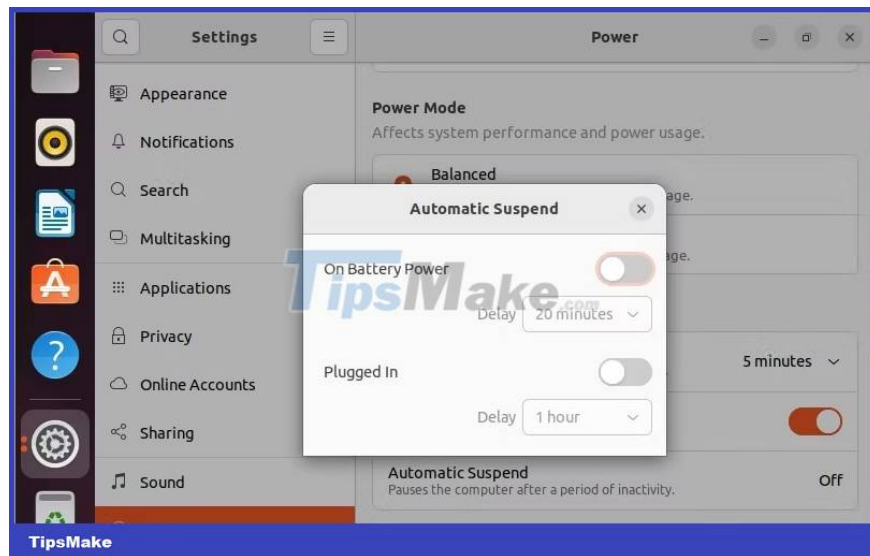 Settings
Power
Appearance
Notifications
Search
Multitasking
Applications
Privacy
Online Accounts
Sharing
Sound
Power Mode
Affects system performance and power usage.
Balanced
age.
age.
5 minutes
Automatic Suspend
Pauses the computer after a period of inactivity.
Off
Automatic Suspend
On Battery Power
Delay 20 minutes
Plugged In
Delay 1 hour
TipsMake.com
TipsMake